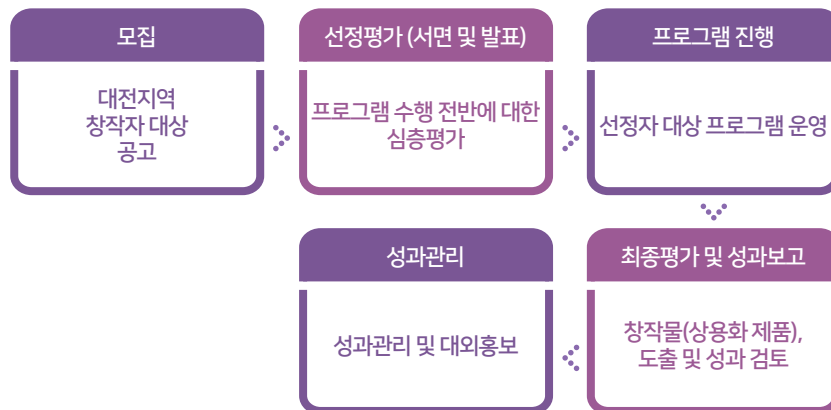 모집
대전지역
창작자 대상
공고
선정평가 (서면 및 발표)
프로그램 수행 전반에 대한
심층평가
프로그램 진행
선정자 대상 프로그램 운영
최종평가 및 성과보고
창작물(상용화 제품),
도출 및 성과 검토
성과관리
성과관리 및 대외홍보